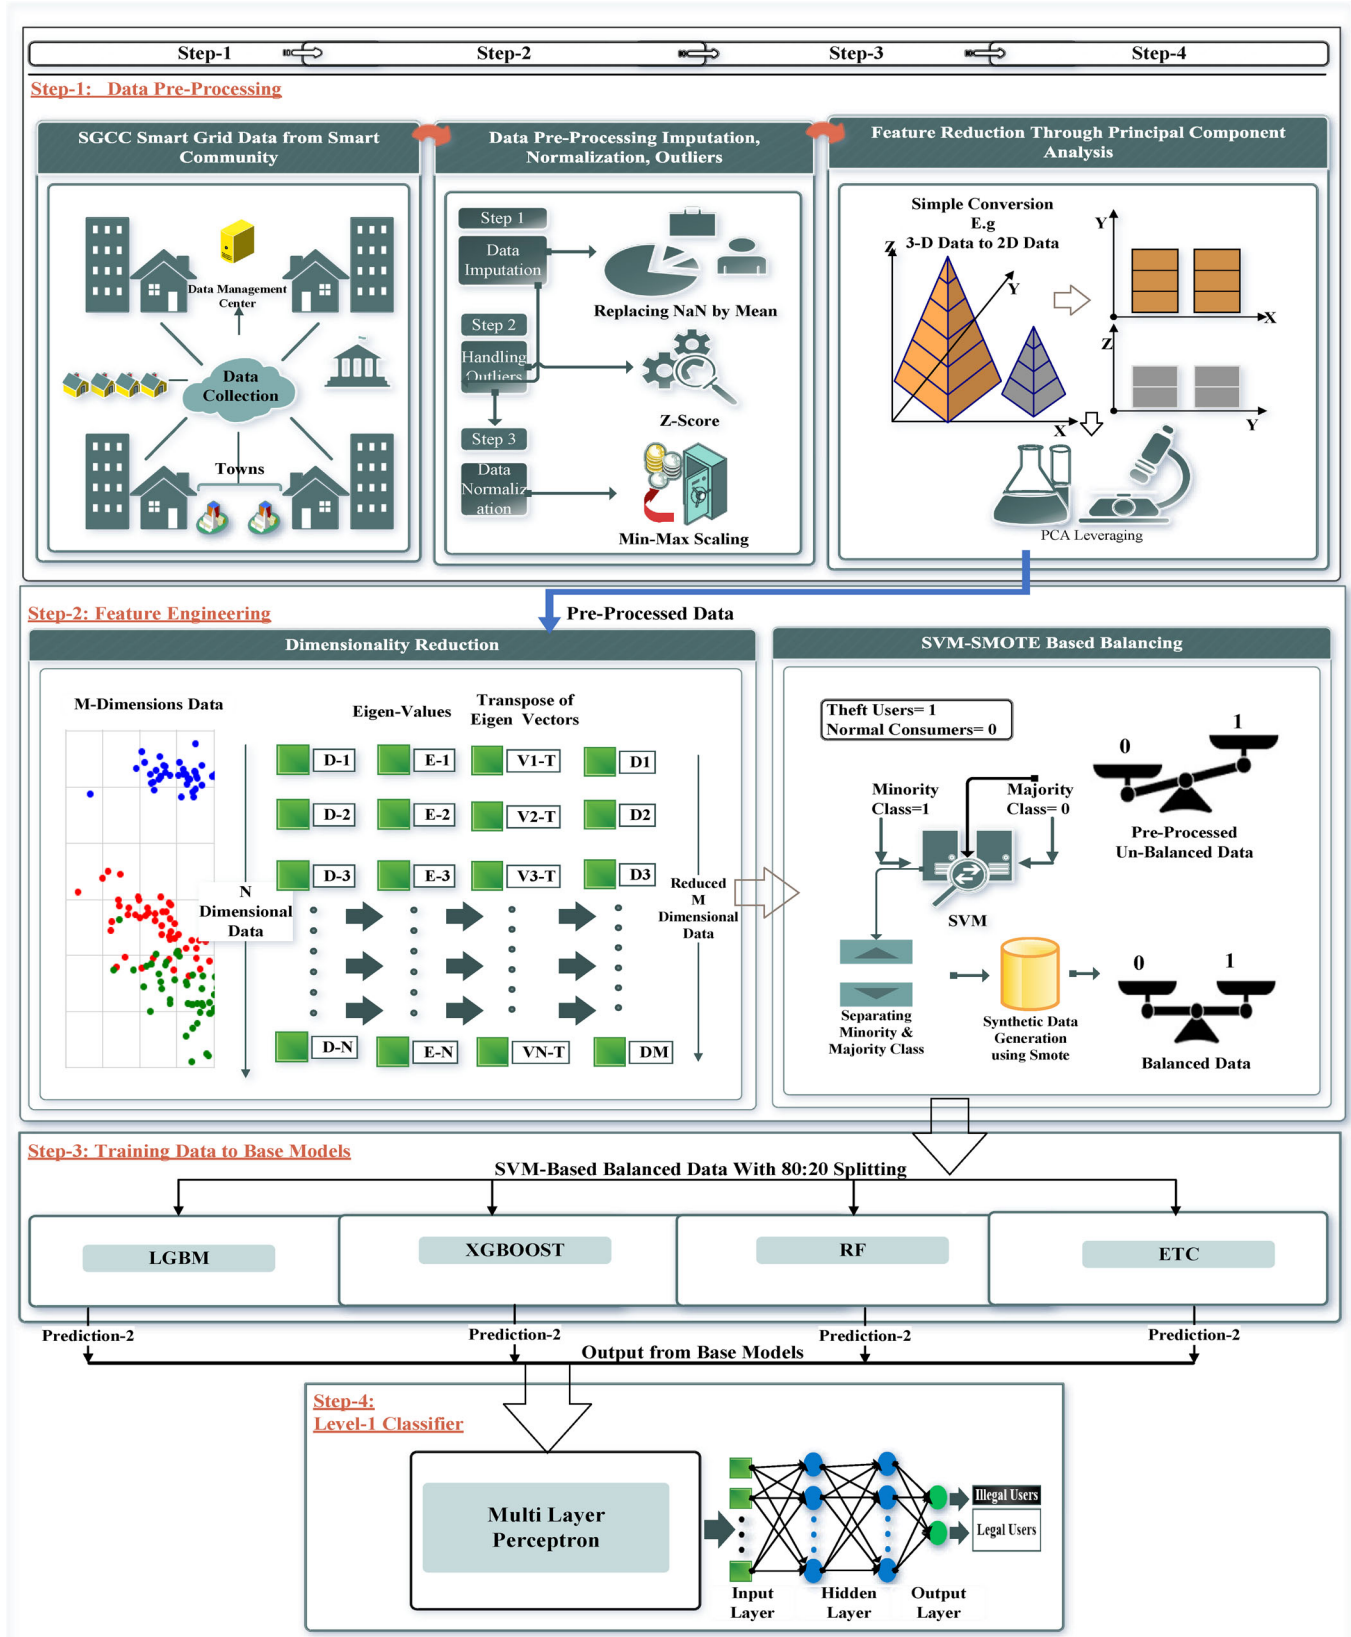 Step-1
Step-2
Step-3
Step-4
Step-1: Data Pre-Processing
SGCC Smart Grid Data from Smart
Community
Data Management
Center
Data
Collection
Towns
Data Pre-Processing Imputation,
Normalization, Outliers
Step 1
Data
Imputation
Replacing NaN by Mean
Step 2
Handling
Outliers
Z-Score
Step 3
Data
Normaliz
ation
Min-Max Scaling
Feature Reduction Through Principal Component
Analysis
Simple Conversion
E.g
3-D Data to 2D Data
Z
Y
X
Y
X
Z
Y
PCA Leveraging
Step-2: Feature Engineering
Pre-Processed Data
Dimensionality Reduction
M-Dimensions Data
Eigen-Values
Transpose of
Eigen Vectors
N
Dimensional
Data
D-1
E-1
V1-T
D1
D-2
E-2
V2-T
D2
D-3
E-3
V3-T
D3
D-N
E-N
VN-T
DM
Reduced
M
Dimensional
Data
SVM-SMOTE Based Balancing
Theft Users= 1
Normal Consumers= 0
Minority
Class=1
Majority
Class= 0
SVM
0
1
Pre-Processed
Un-Balanced Data
Separating
Minority &
Majority Class
Synthetic Data
Generation
using Smote
0
1
Balanced Data
Step-3: Training Data to Base Models
SVM-Based Balanced Data With 80:20 Splitting
LGBM
XGBOOST
RF
ETC
Prediction-2
Prediction-2
Prediction-2
Prediction-2
Output from Base Models
Step-4:
Level-1 Classifier
Multi Layer
Perceptron
Illegal Users
Legal Users
Input
Layer
Hidden
Layer
Output
Layer